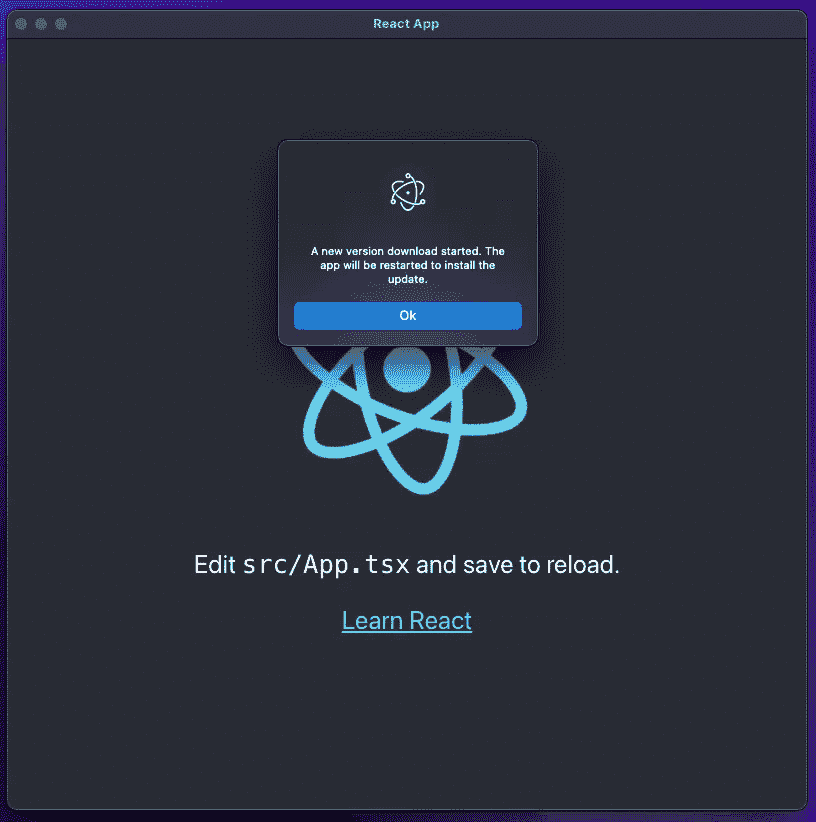 React App
A new version download started. The
app will be restarted to install the
update.
Ok
Edit src/App.tsx and save to reload.
Learn React